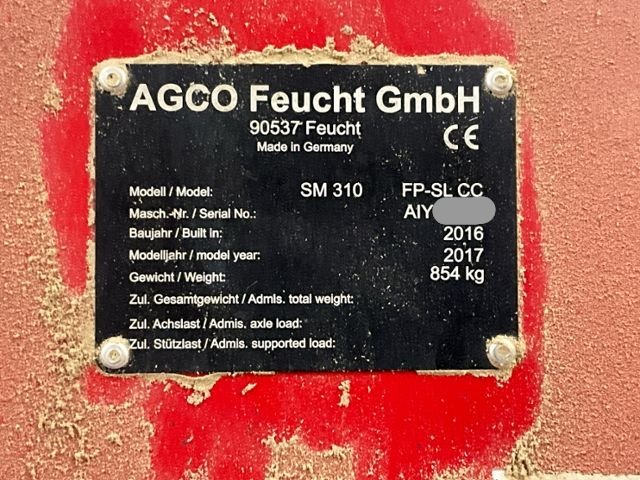 AGCO Feucht GmbH
90537 Feucht
Made in Germany
CE
Modell / Model: SM 310 FP-SL CC
Masch.-Nr. / Serial No.: AIY
Baujahr / Built in: 2016
Modelljahr / model year: 2017
Gewicht / Weight: 854 kg
Zul. Gesamtgewicht / Admis. total weight:
Zul. Achslast / Admis. axle load:
Zul. Stützlast / Admis. supported load: